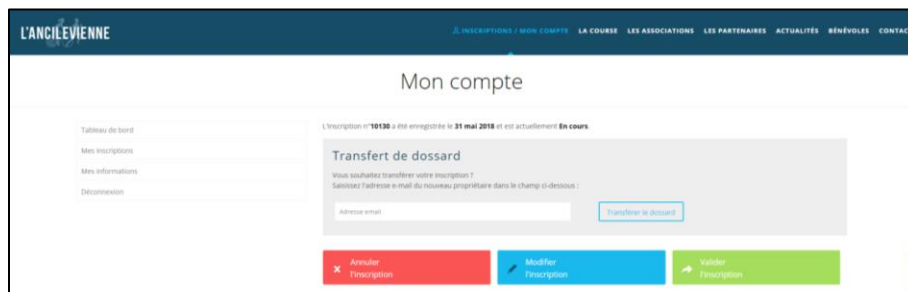 L'ANCILEVIENNE
INSCRIPTIONS / MON COMPTE LA COURSE LES ASSOCIATIONS LES PARTENAIRES ACTUALITÉS BÉNÉVOLES CONTAC
Mon compte
Tableau de bord
Mes inscriptions
Mes informations
Déconnexion
L'inscription n°10130 a été enregistrée le 31 mai 2018 et est actuellement En cours.
Transfert de dossard
Vous souhaitez transférer votre inscription ?
Saisissez l'adresse e-mail du nouveau propriétaire dans le champ ci-dessous :
Adresse email
Transférer le dossard
Annuler
l'inscription
Modifier
l'inscription
Valider
l'inscription